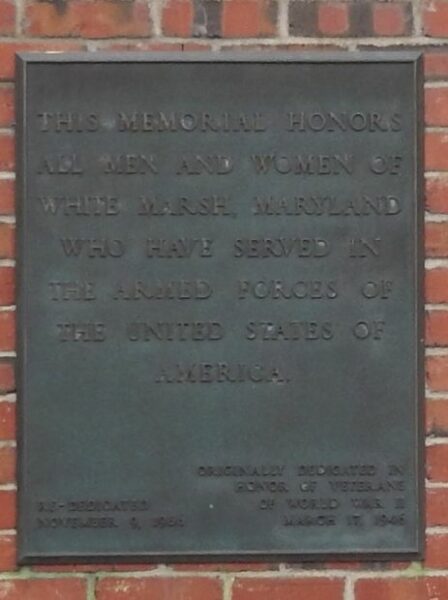 THIS MEMORIAL HONORS
ALL MEN AND WOMEN OF
WHITE MARSH, MARYLAND
WHO HAVE SERVED IN
THE ARMED FORCES OF
THE UNITED STATES OF
AMERICA.
ORIGINALLY DEDICATED IN
HONOR OF VETERANS
OF WORLD WAR II
MARCH 17, 1946
RE-DEDICATED
NOVEMBER 9,